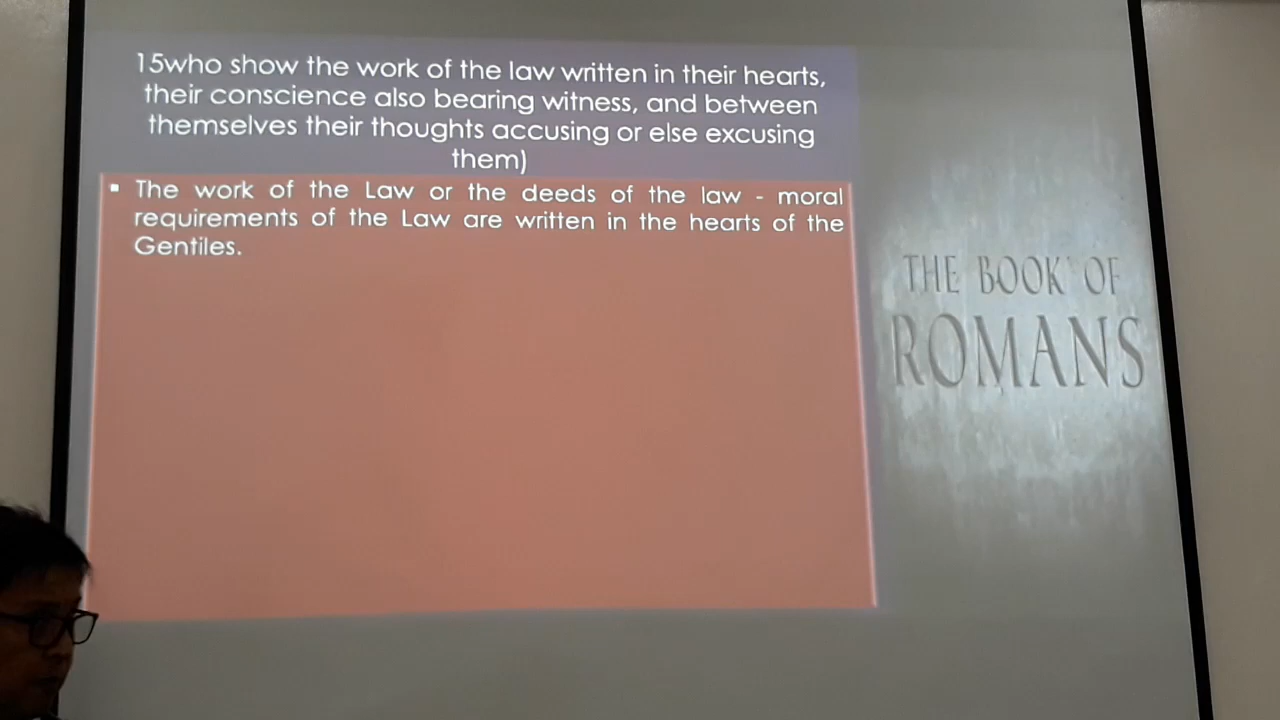 15who show the work of the law written in their hearts,
their conscience also bearing witness, and between
themselves their thoughts accusing or else excusing
them)
▪ The work of the Law or the deeds of the law - moral
requirements of the Law are written in the hearts of the
Gentiles.
THE BOOK OF
ROMANS